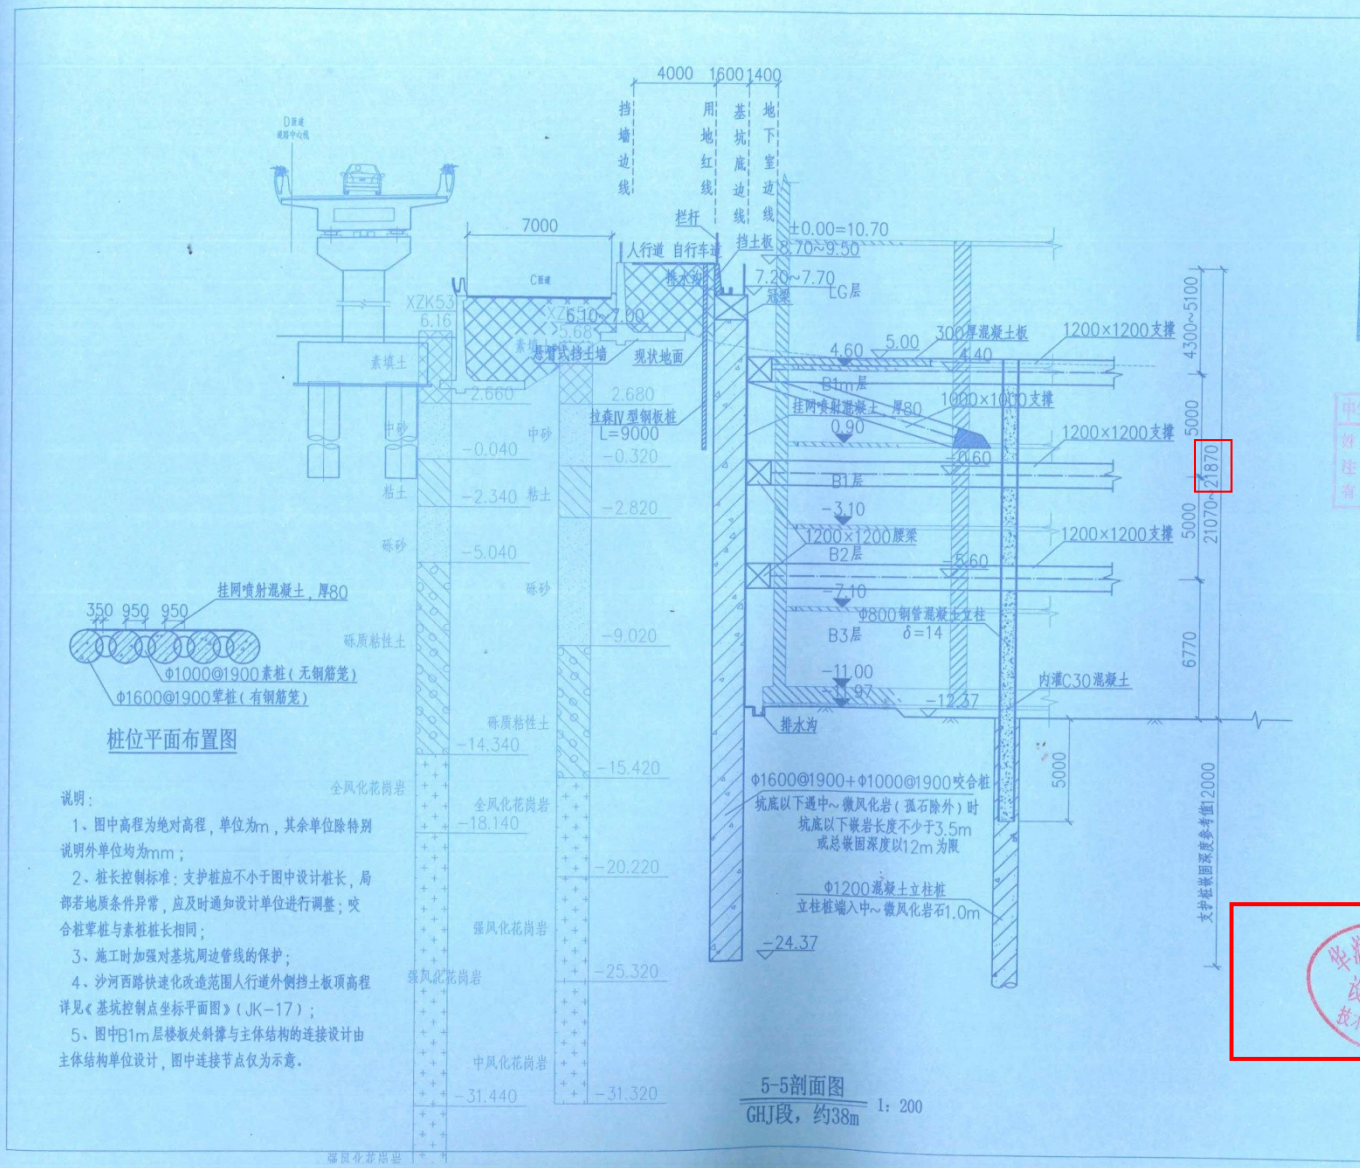 4000 1600 1400
挡墙边线
用地红线
基坑底边线
地下室边线
D匝道
道路中心线
7000
栏杆
人行道 自行车道
挡土板
±0.00=10.70
8.70~9.50
排水沟
7.20~7.70
冠梁
LG层
C匝道
XZK53
6.16
6.10~7.00
5.68
素填土
悬臂式挡土墙
现状地面
4.60
5.00
300厚混凝土板
4.40
1200×1200支撑
4300~5100
B1m层
2.660
2.680
拉森Ⅳ型钢板桩
L=9000
挂网喷射混凝土，厚80
1000×1000支撑
0.90
5000
中砂
中砂
-0.040
-0.320
-0.60
1200×1200支撑
B1层
21070~21870
粘土
-2.340
粘土
-2.820
-3.10
5000
砾砂
-5.040
1200×1200腰梁
B2层
1200×1200支撑
-5.60
砾砂
-7.10
挂网喷射混凝土，厚80
350 950 950
Φ800钢管混凝土立柱
δ=14
砾质粘性土
-9.020
B3层
6770
Φ1000@1900素桩(无钢筋笼)
Φ1600@1900荤桩(有钢筋笼)
-11.00
-11.97
-12.37
内灌C30混凝土
桩位平面布置图
砾质粘性土
排水沟
-14.340
-15.420
5000
全风化花岗岩
全风化花岗岩
-18.140
Φ1600@1900+Φ1000@1900咬合桩
坑底以下遇中~微风化岩(孤石除外)时
坑底以下嵌岩长度不少于3.5m
或总嵌固深度以12m为限
支护桩嵌固深度参考值12000
-20.220
Φ1200混凝土立柱桩
立柱桩端入中~微风化岩石1.0m
强风化花岗岩
-24.37
强风化花岗岩
-25.320
中风化花岗岩
-31.440
-31.320
强风化花岗岩
说明:
1、图中高程为绝对高程，单位为m，其余单位除特别
说明外单位均为mm；
2、桩长控制标准：支护桩应不小于图中设计桩长，局
部若地质条件异常，应及时通知设计单位进行调整；咬
合桩荤桩与素桩桩长相同；
3、施工时加强对基坑周边管线的保护；
4、沙河西路快速化改造范围人行道外侧挡土板顶高程
详见《基坑控制点坐标平面图》(JK-17)；
5、图中B1m层楼板处斜撑与主体结构的连接设计由
主体结构单位设计，图中连接节点仅为示意。
5-5剖面图
GHJ段，约38m
1：200